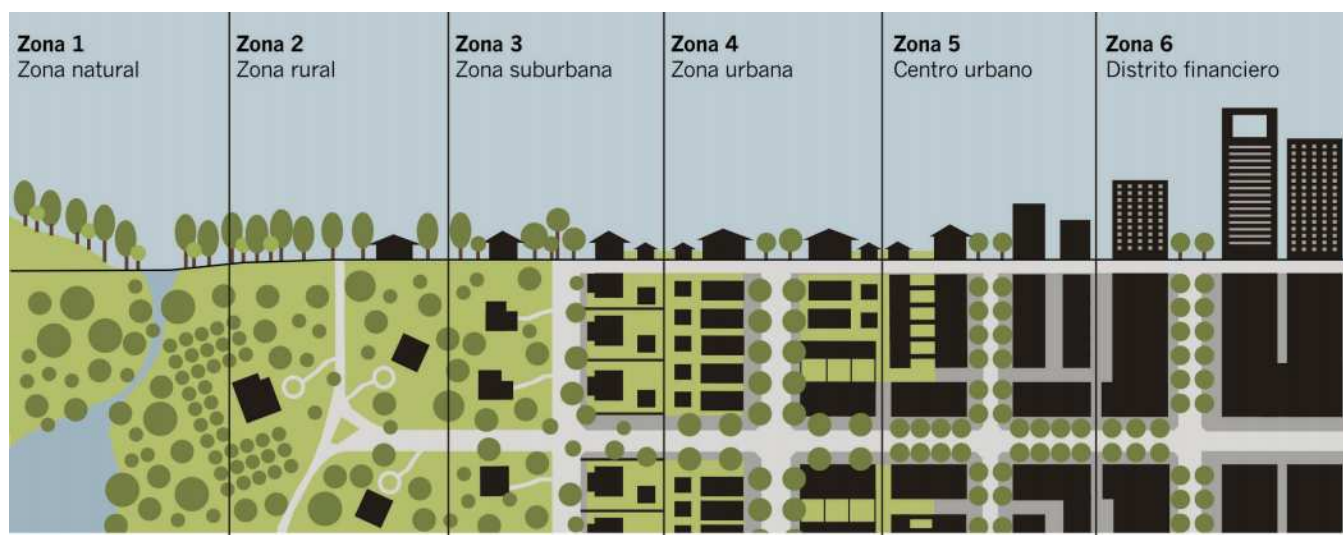 Zona 1
Zona natural
Zona 2
Zona rural
Zona 3
Zona suburbana
Zona 4
Zona urbana
Zona 5
Centro urbano
Zona 6
Distrito financiero